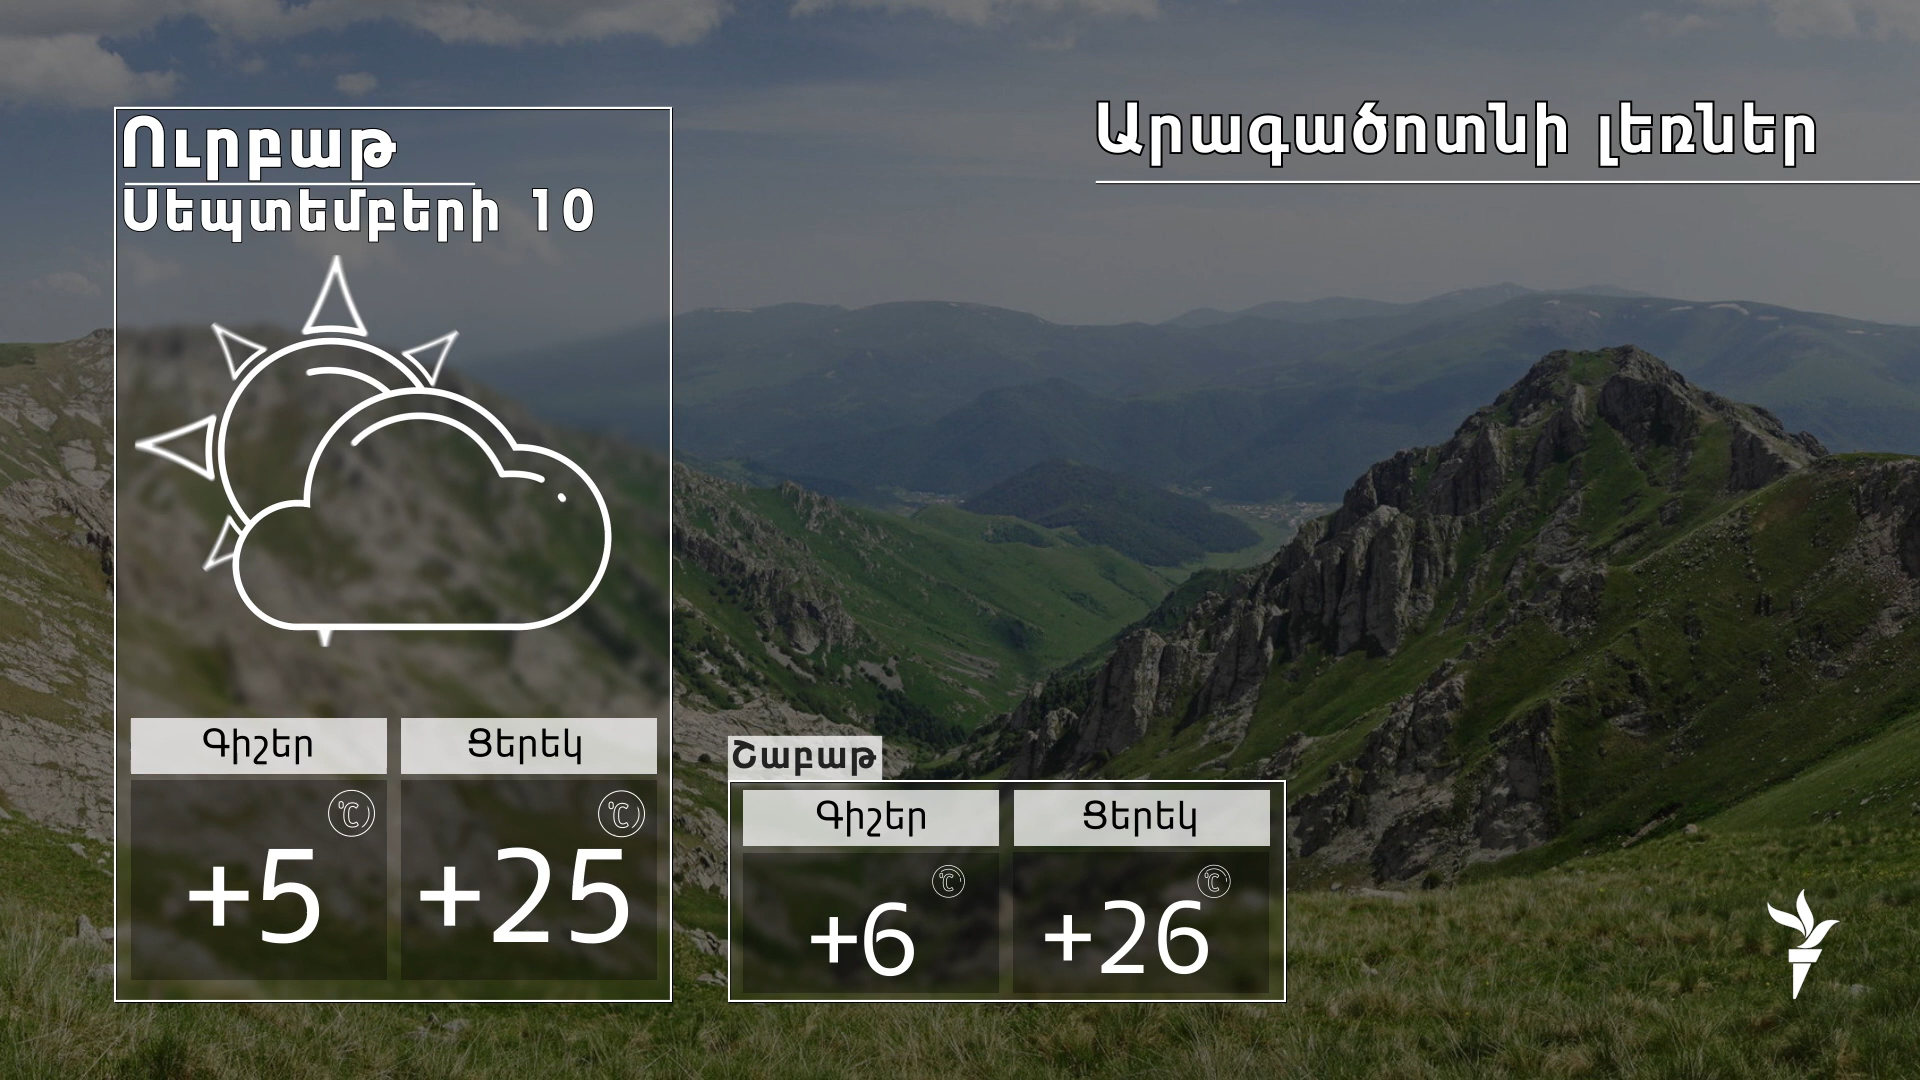 Ուրբաթ
Սեպտեմբերի 10
Արագածոտնի լեռներ
Գիշեր
Ցերեկ
°C
°C
+5
+25
Շաբաթ
Գիշեր
Ցերեկ
°C
°C
+6
+26